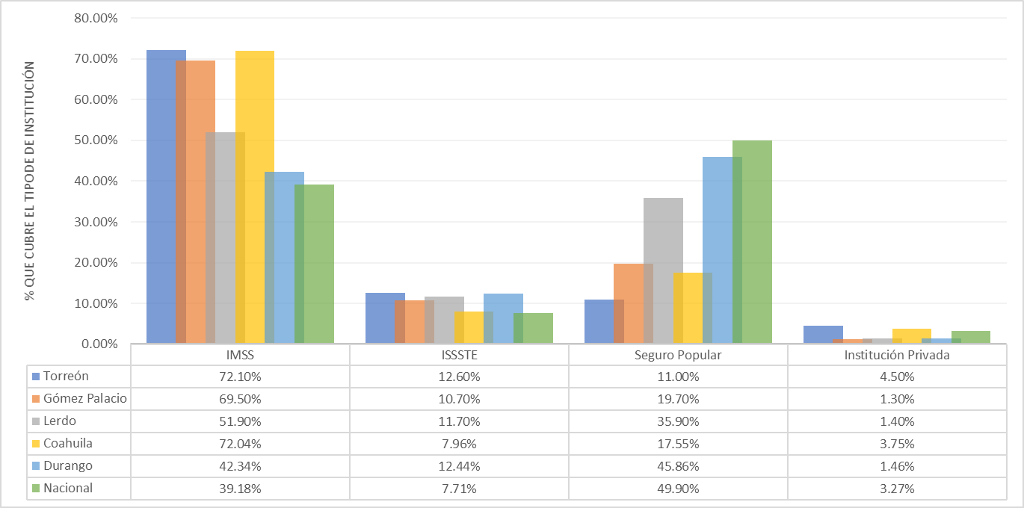 % QUE CUBRE EL TIPODE DE INSTITUCIÓN
80.00%
70.00%
60.00%
50.00%
40.00%
30.00%
20.00%
10.00%
0.00%
IMSS ISSSTE Seguro Popular Institución Privada
Torreón 72.10% 12.60% 11.00% 4.50%
Gómez Palacio 69.50% 10.70% 19.70% 1.30%
Lerdo 51.90% 11.70% 35.90% 1.40%
Coahuila 72.04% 7.96% 17.55% 3.75%
Durango 42.34% 12.44% 45.86% 1.46%
Nacional 39.18% 7.71% 49.90% 3.27%